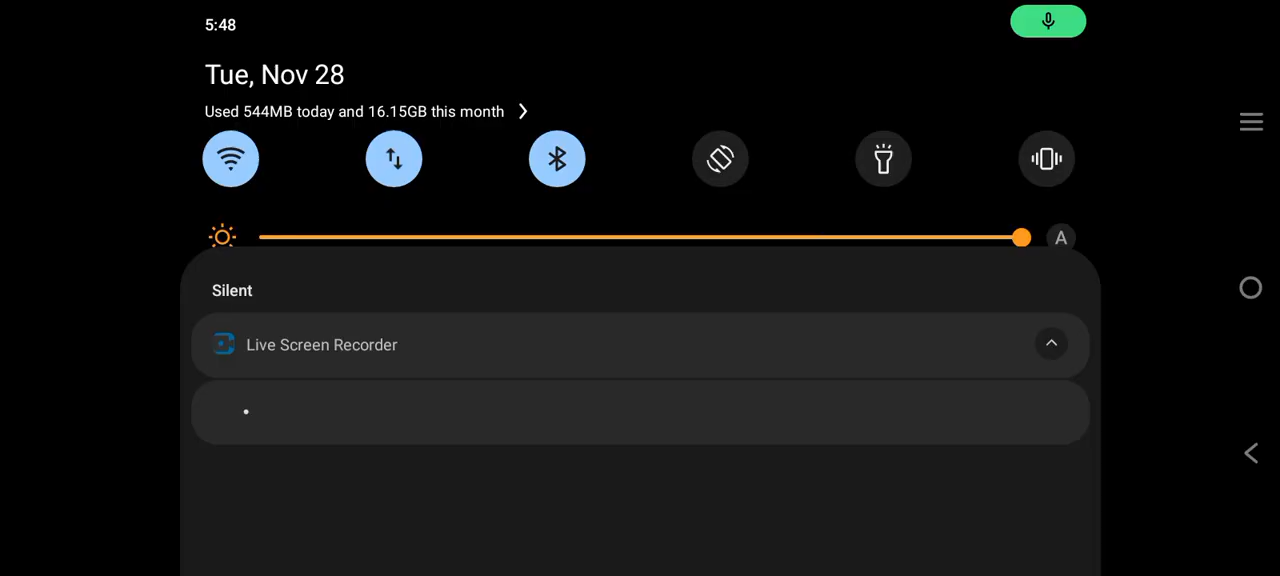 5:48
Tue, Nov 28
Used 544MB today and 16.15GB this month
A
Silent
Live Screen Recorder